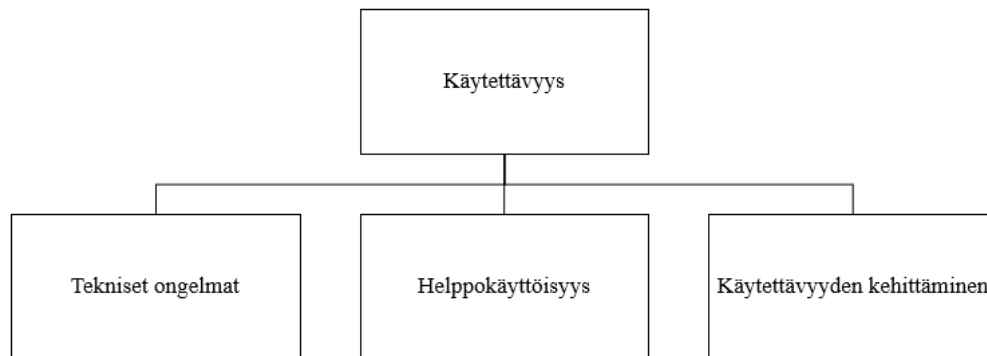 Käytettävyys
Tekniset ongelmat
Helppokäyttöisyys
Käytettävyyden kehittäminen